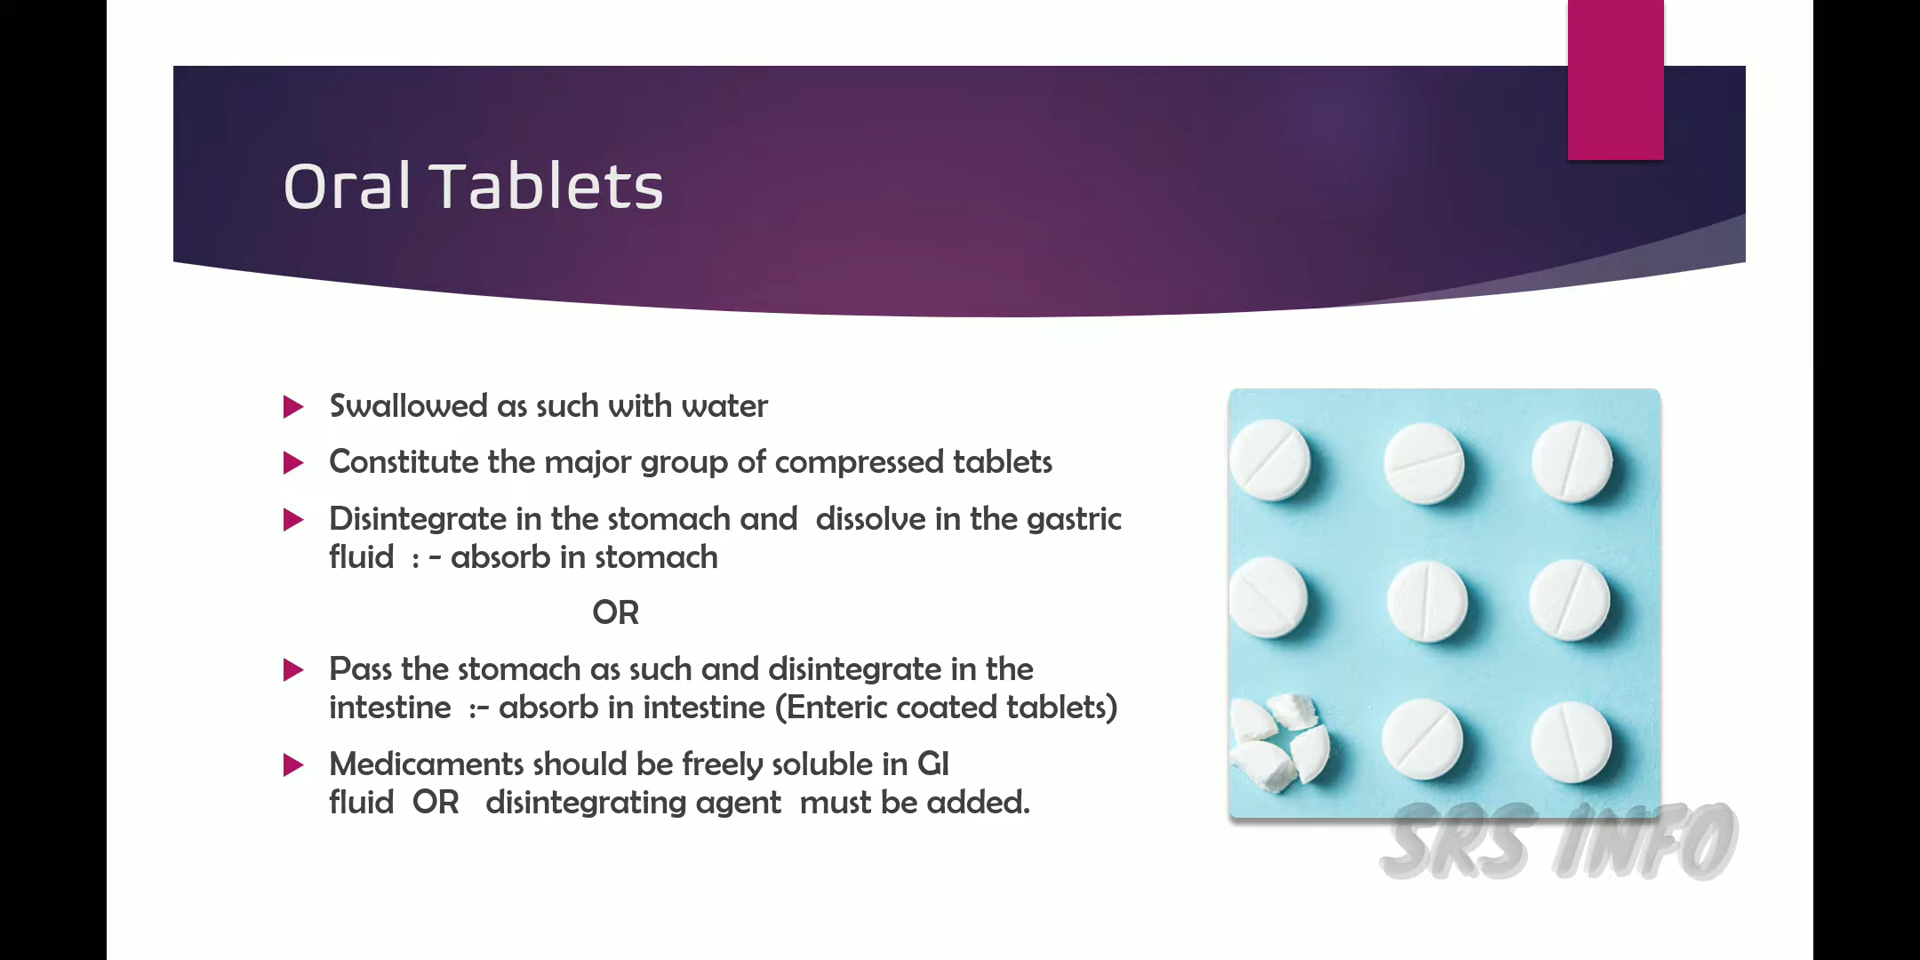 Oral Tablets
Swallowed as such with water
Constitute the major group of compressed tablets
Disintegrate in the stomach and dissolve in the gastric
fluid : - absorb in stomach
OR
Pass the stomach as such and disintegrate in the
intestine :- absorb in intestine (Enteric coated tablets)
Medicaments should be freely soluble in GI
fluid OR disintegrating agent must be added.
SRS INFO